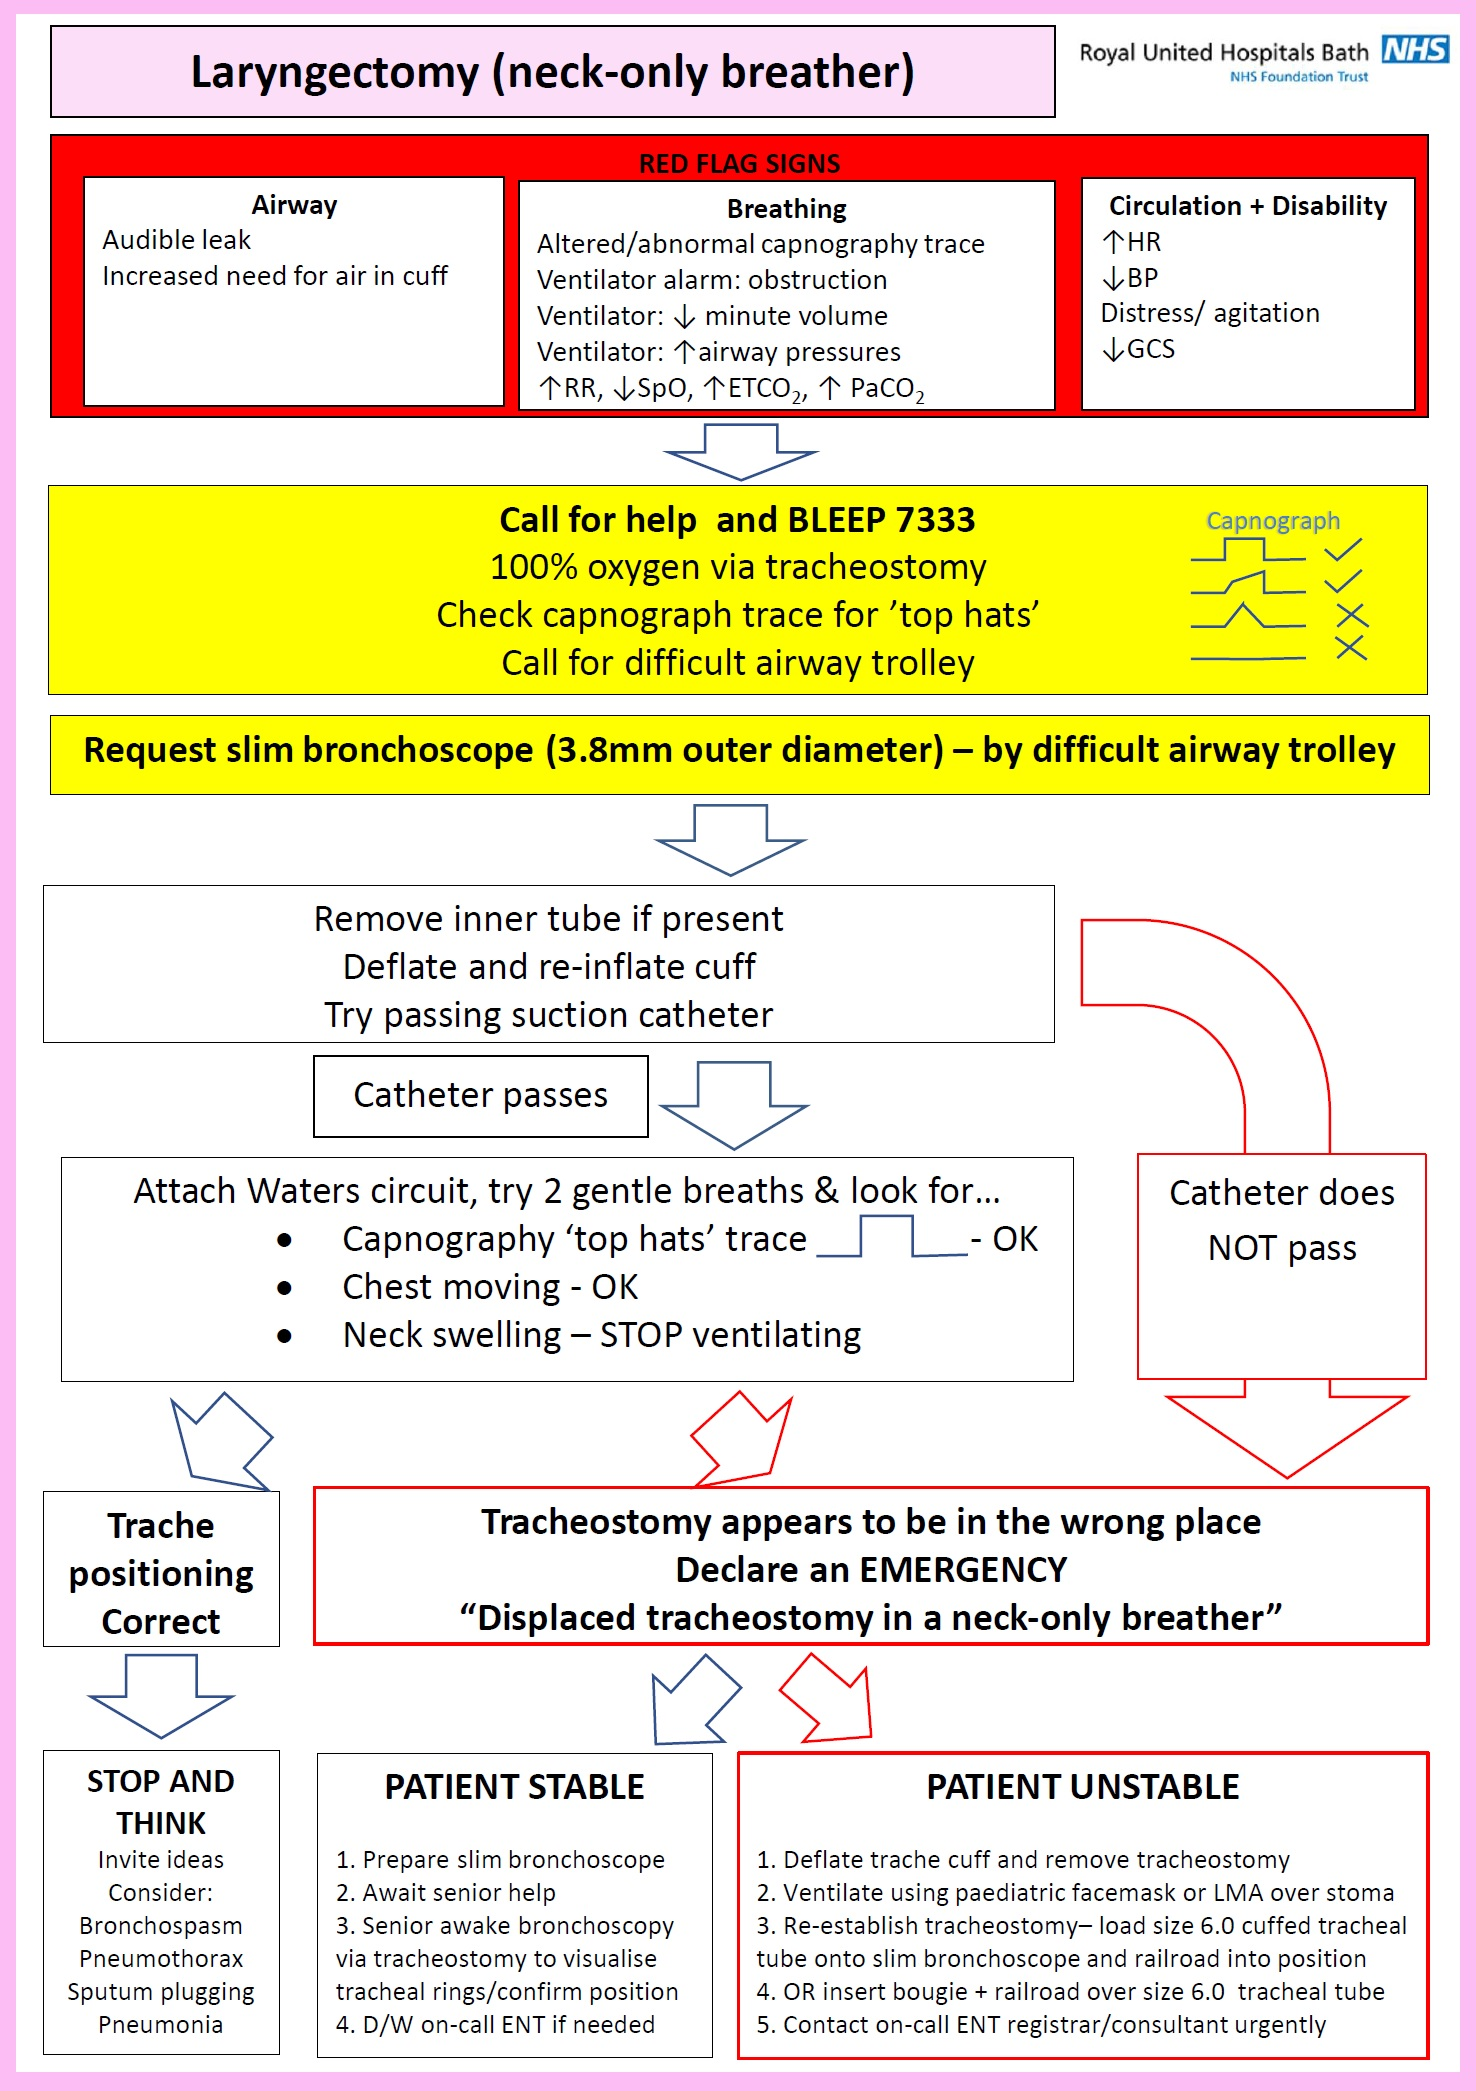 Laryngectomy (neck-only breather)
Royal United Hospitals Bath NHS
NHS Foundation Trust
RED FLAG SIGNS
Airway
Audible leak
Increased need for air in cuff
Breathing
Altered/abnormal capnography trace
Ventilator alarm: obstruction
Ventilator: ↓ minute volume
Ventilator: ↑airway pressures
↑RR, ↓SpO, ↑ETCO₂, ↑ PaCO₂
Circulation + Disability
↑HR
↓BP
Distress/ agitation
↓GCS
Call for help  and BLEEP 7333
100% oxygen via tracheostomy
Check capnograph trace for ’top hats’
Call for difficult airway trolley
Capnograph
Request slim bronchoscope (3.8mm outer diameter) – by difficult airway trolley
Remove inner tube if present
Deflate and re-inflate cuff
Try passing suction catheter
Catheter passes
Attach Waters circuit, try 2 gentle breaths & look for…
• Capnography ‘top hats’ trace - OK
• Chest moving - OK
• Neck swelling – STOP ventilating
Catheter does
NOT pass
Trache
positioning
Correct
Tracheostomy appears to be in the wrong place
Declare an EMERGENCY
“Displaced tracheostomy in a neck-only breather”
STOP AND
THINK
Invite ideas
Consider:
Bronchospasm
Pneumothorax
Sputum plugging
Pneumonia
PATIENT STABLE
1. Prepare slim bronchoscope
2. Await senior help
3. Senior awake bronchoscopy
via tracheostomy to visualise
tracheal rings/confirm position
4. D/W on-call ENT if needed
PATIENT UNSTABLE
1. Deflate trache cuff and remove tracheostomy
2. Ventilate using paediatric facemask or LMA over stoma
3. Re-establish tracheostomy– load size 6.0 cuffed tracheal
tube onto slim bronchoscope and railroad into position
4. OR insert bougie + railroad over size 6.0  tracheal tube
5. Contact on-call ENT registrar/consultant urgently